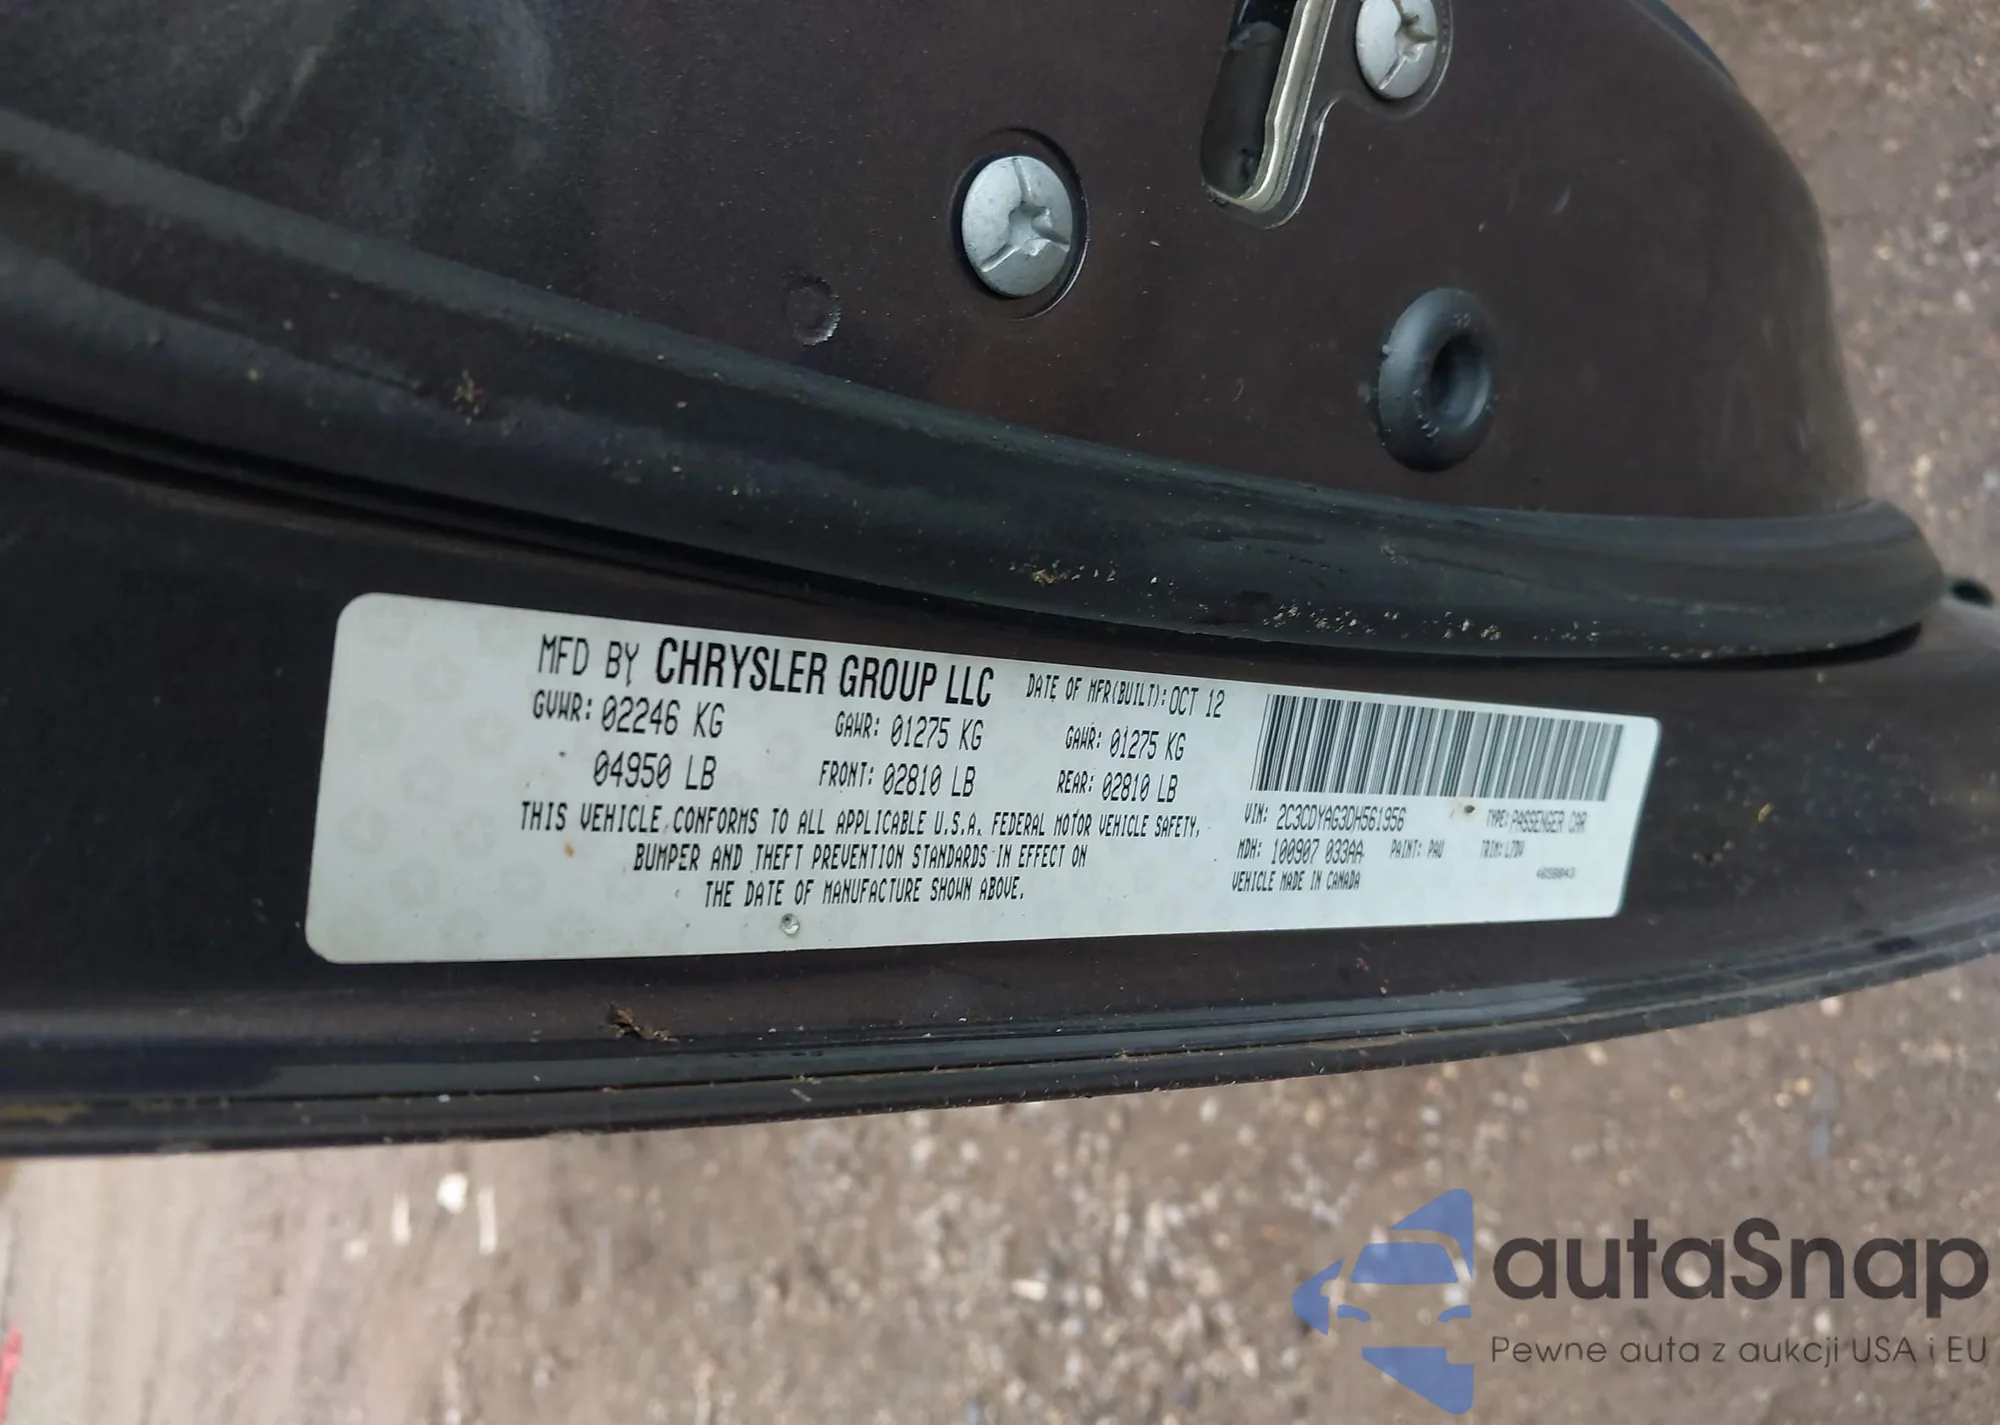 MFD BY CHRYSLER GROUP LLC DATE OF MFR(BUILT): OCT 12
GVWR: 02246 KG GAWR: 01275 KG GAWR: 01275 KG
04950 LB FRONT: 02810 LB REAR: 02810 LB
THIS VEHICLE CONFORMS TO ALL APPLICABLE U.S.A. FEDERAL MOTOR VEHICLE SAFETY,
BUMPER AND THEFT PREVENTION STANDARDS IN EFFECT ON
THE DATE OF MANUFACTURE SHOWN ABOVE.
VIN: 2C3CDYAG3DH561956 TYPE: PASSENGER CAR
MDH: 100907 033AA PAINT: PAU TRIM: L7DV
VEHICLE MADE IN CANADA
autaSnap
Pewne auta z aukcji USA i EU